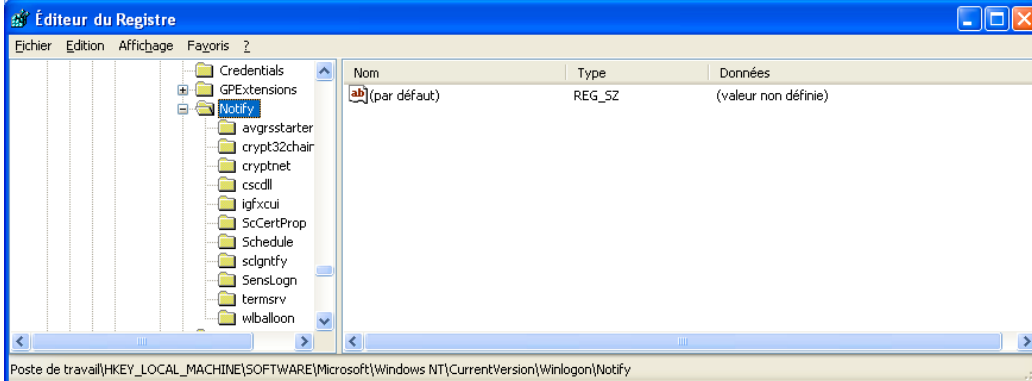 Éditeur du Registre
Fichier Edition Affichage Favoris ?
Credentials
GPExtensions
Notify
avgrsstarter
crypt32chair
cryptnet
cscdll
igfxcui
ScCertProp
Schedule
sclgntfy
SensLogn
termsrv
wlballoon
Nom Type Données
ab (par défaut) REG_SZ (valeur non définie)
Poste de travail\HKEY_LOCAL_MACHINE\SOFTWARE\Microsoft\Windows NT\CurrentVersion\Winlogon\Notify